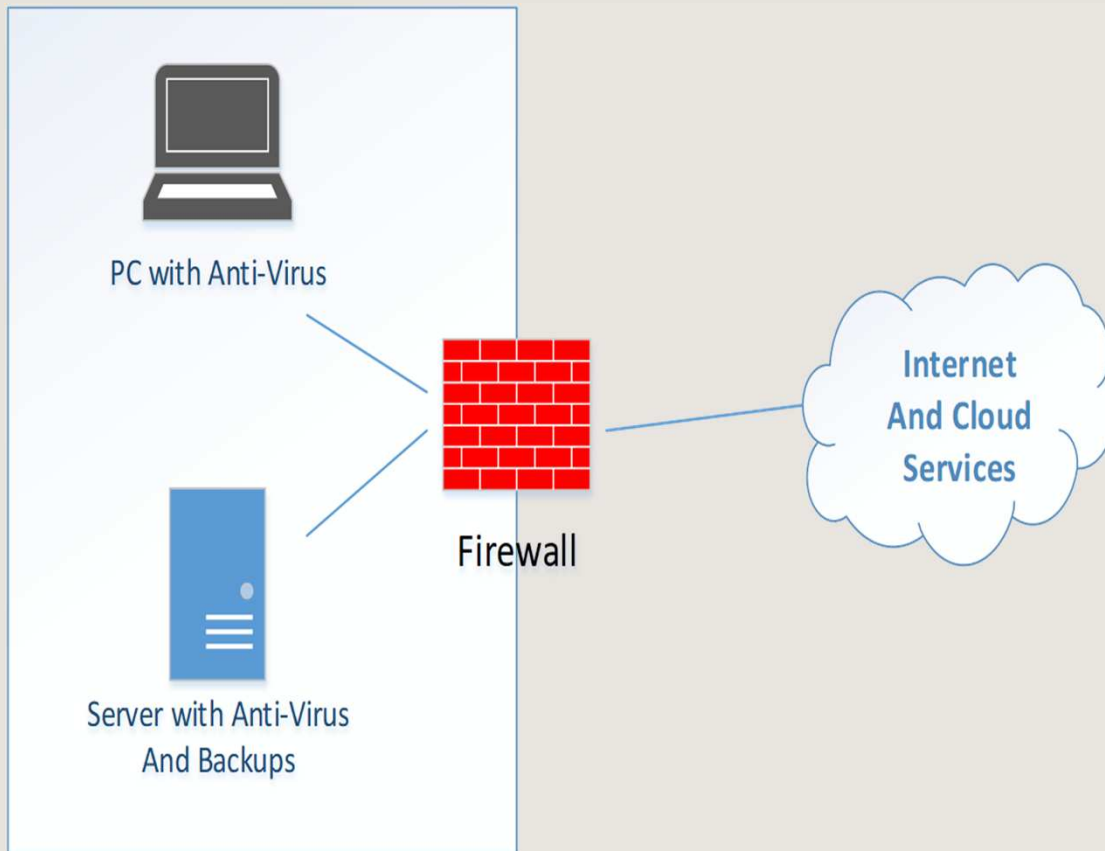 PC with Anti-Virus
Internet
And Cloud
Services
Firewall
Server with Anti-Virus
And Backups